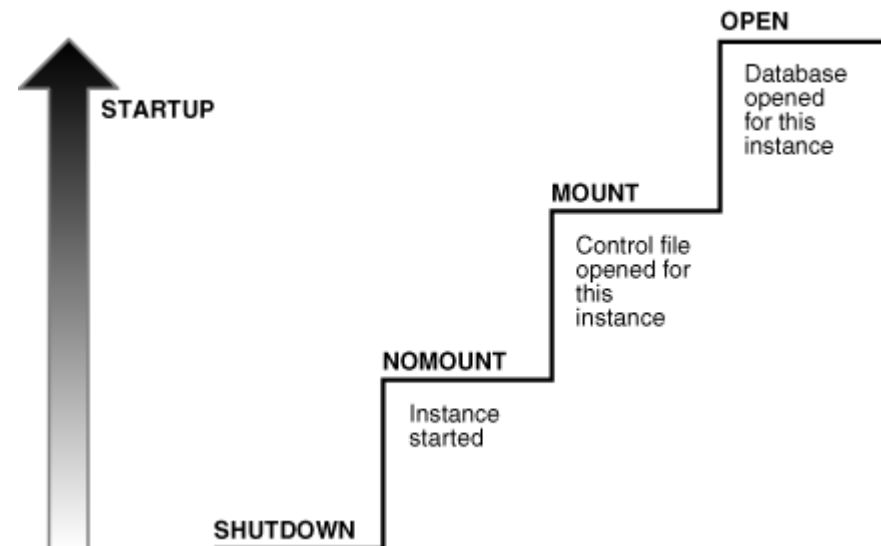 OPEN
Database
opened
for this
instance
STARTUP
MOUNT
Control file
opened for
this
instance
NOMOUNT
Instance
started
SHUTDOWN